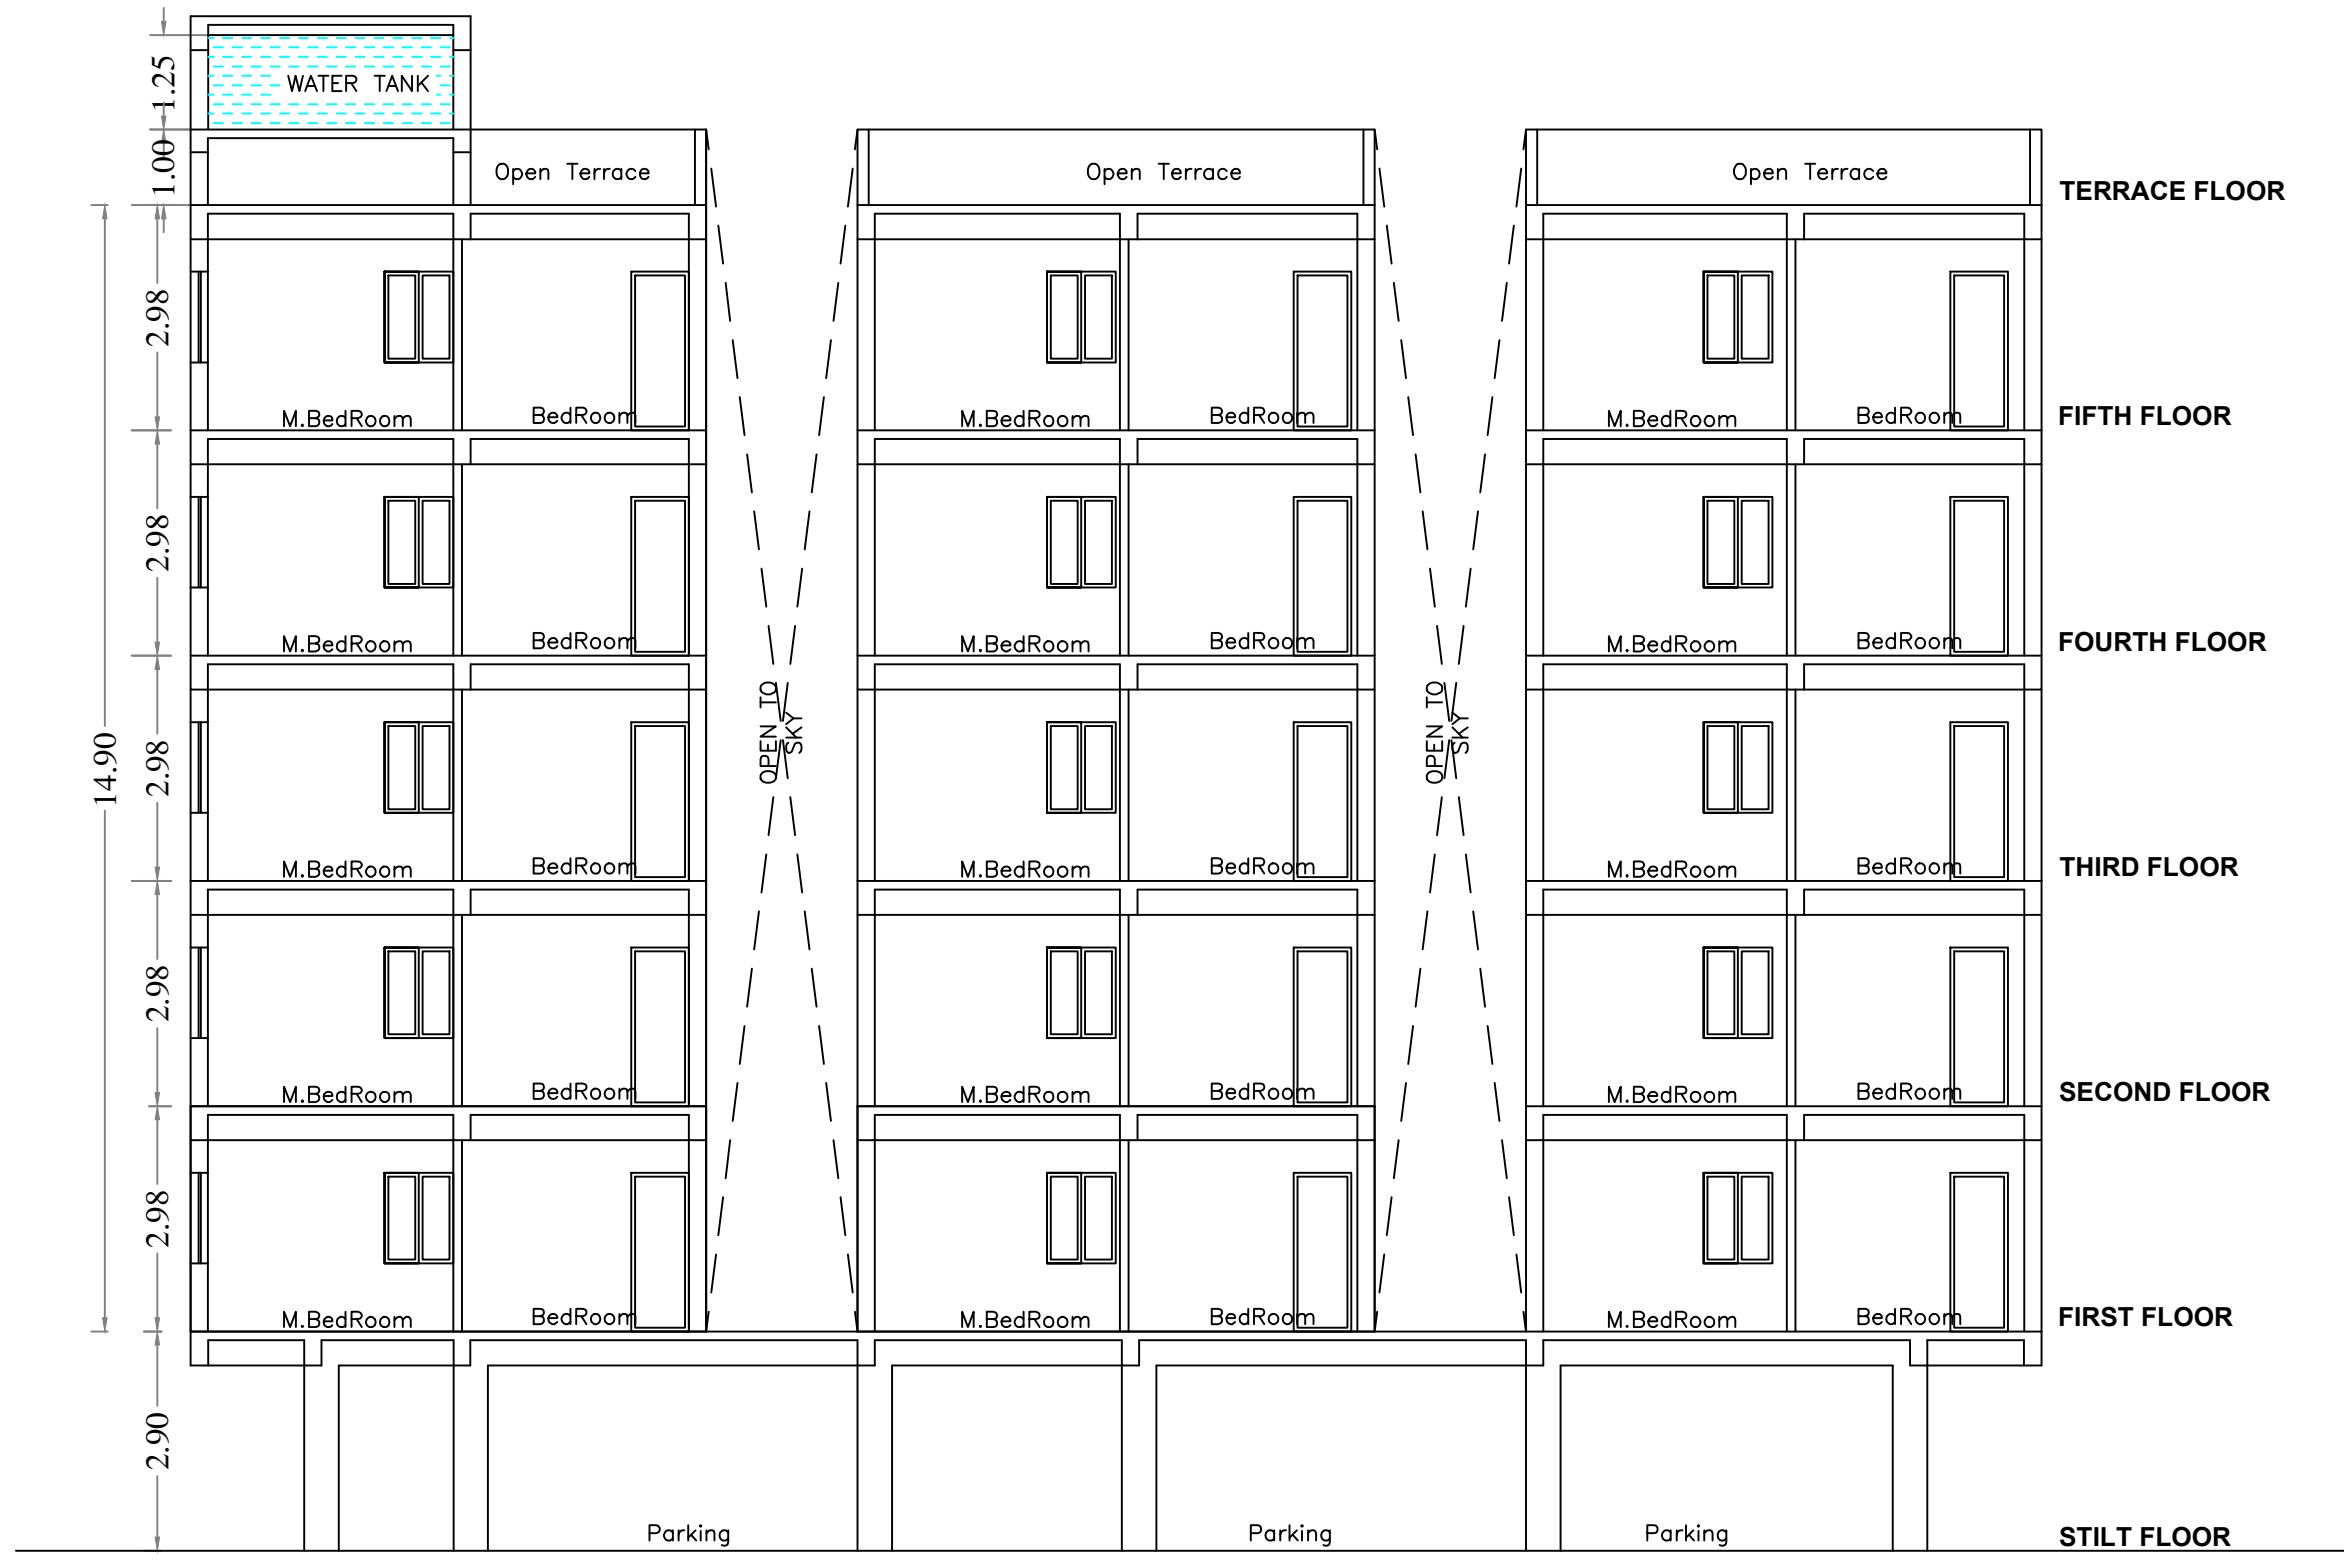 1.25
WATER TANK
1.00
Open Terrace
Open Terrace
Open Terrace
TERRACE FLOOR
2.98
M.BedRoom
BedRoom
M.BedRoom
BedRoom
M.BedRoom
BedRoom
FIFTH FLOOR
2.98
M.BedRoom
BedRoom
M.BedRoom
BedRoom
M.BedRoom
BedRoom
FOURTH FLOOR
14.90
2.98
OPEN TO
SKY
OPEN TO
SKY
M.BedRoom
BedRoom
M.BedRoom
BedRoom
M.BedRoom
BedRoom
THIRD FLOOR
2.98
M.BedRoom
BedRoom
M.BedRoom
BedRoom
M.BedRoom
BedRoom
SECOND FLOOR
2.98
M.BedRoom
BedRoom
M.BedRoom
BedRoom
M.BedRoom
BedRoom
FIRST FLOOR
2.90
Parking
Parking
Parking
STILT FLOOR